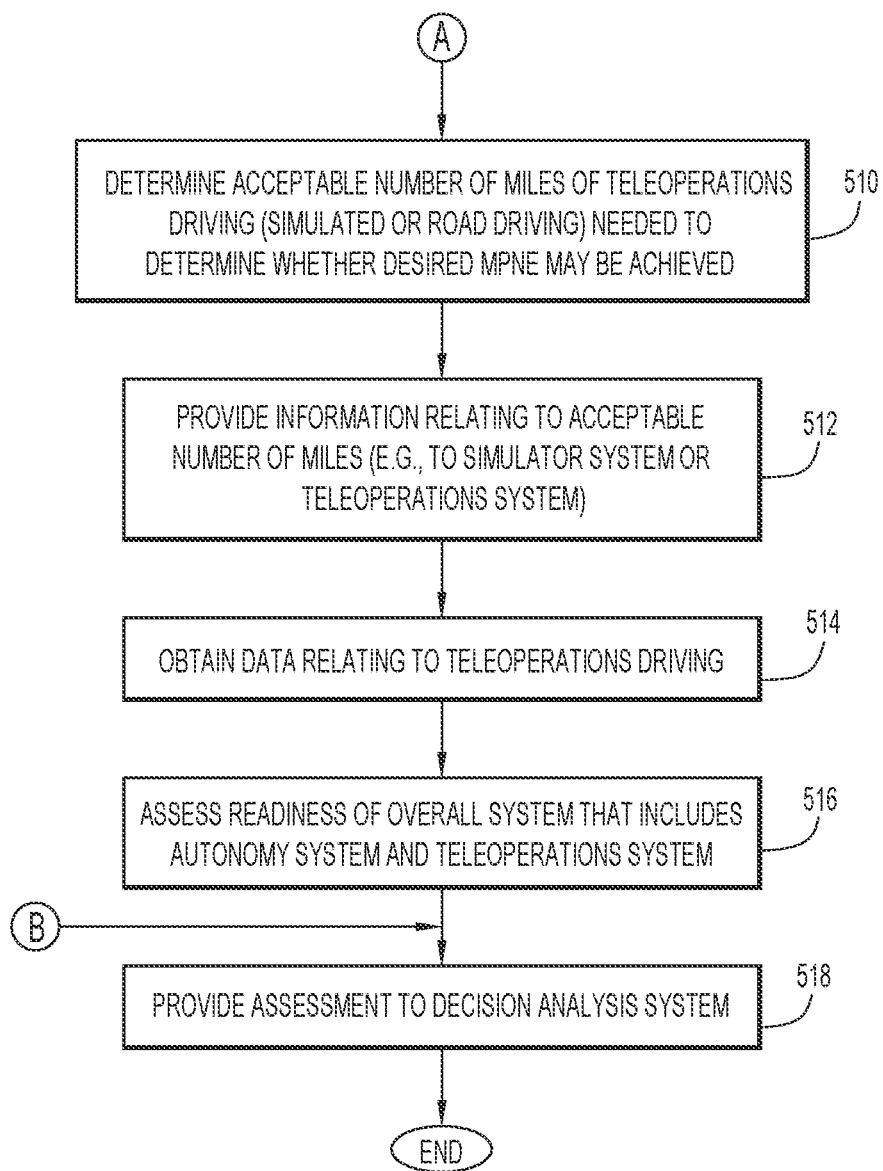 A
DETERMINE ACCEPTABLE NUMBER OF MILES OF TELEOPERATIONS
DRIVING (SIMULATED OR ROAD DRIVING) NEEDED TO
DETERMINE WHETHER DESIRED MPNE MAY BE ACHIEVED
510
PROVIDE INFORMATION RELATING TO ACCEPTABLE
NUMBER OF MILES (E.G., TO SIMULATOR SYSTEM OR
TELEOPERATIONS SYSTEM)
512
OBTAIN DATA RELATING TO TELEOPERATIONS DRIVING
514
ASSESS READINESS OF OVERALL SYSTEM THAT INCLUDES
AUTONOMY SYSTEM AND TELEOPERATIONS SYSTEM
516
B
PROVIDE ASSESSMENT TO DECISION ANALYSIS SYSTEM
518
END